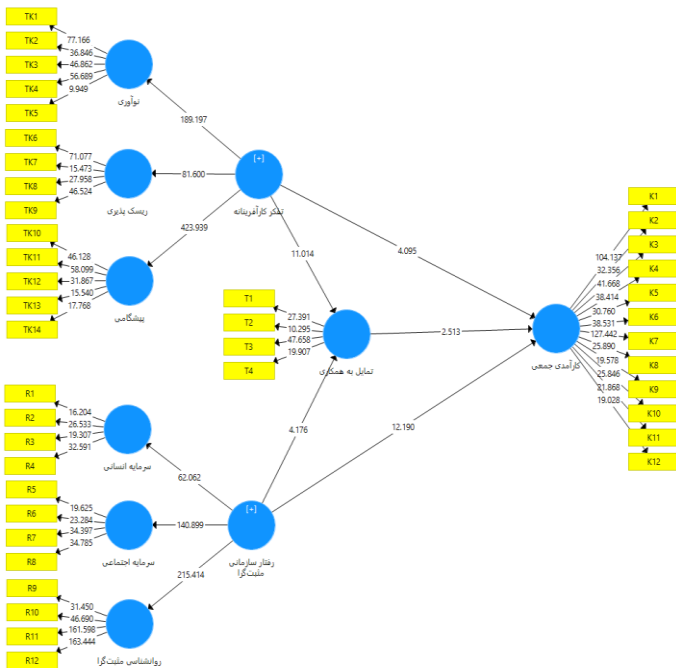 TK1
TK2
TK3
TK4
TK5
77.166
36.846
46.862
56.689
9.949
نوآوری
TK6
TK7
TK8
TK9
71.077
15.473
27.958
46.524
ریسک پذیری
TK10
TK11
TK12
TK13
TK14
46.128
58.099
31.867
15.540
17.768
پیشگامی
189.197
81.600
423.939
[+]
تفکر کارآفرینانه
11.014
4.095
T1
T2
T3
T4
27.391
10.295
47.658
19.907
تمایل به همکاری
2.513
4.176
12.190
R1
R2
R3
R4
16.204
26.533
19.307
32.591
سرمایه انسانی
R5
R6
R7
R8
19.625
23.284
34.397
34.785
سرمایه اجتماعی
R9
R10
R11
R12
31.450
46.690
161.598
163.444
روانشناسی مثبت‌گرا
62.062
140.899
215.414
[+]
رفتار سازمانی
مثبت‌گرا
کارآمدی جمعی
104.137
32.356
41.668
38.414
30.760
38.531
127.442
25.890
19.578
25.846
21.868
19.028
K1
K2
K3
K4
K5
K6
K7
K8
K9
K10
K11
K12